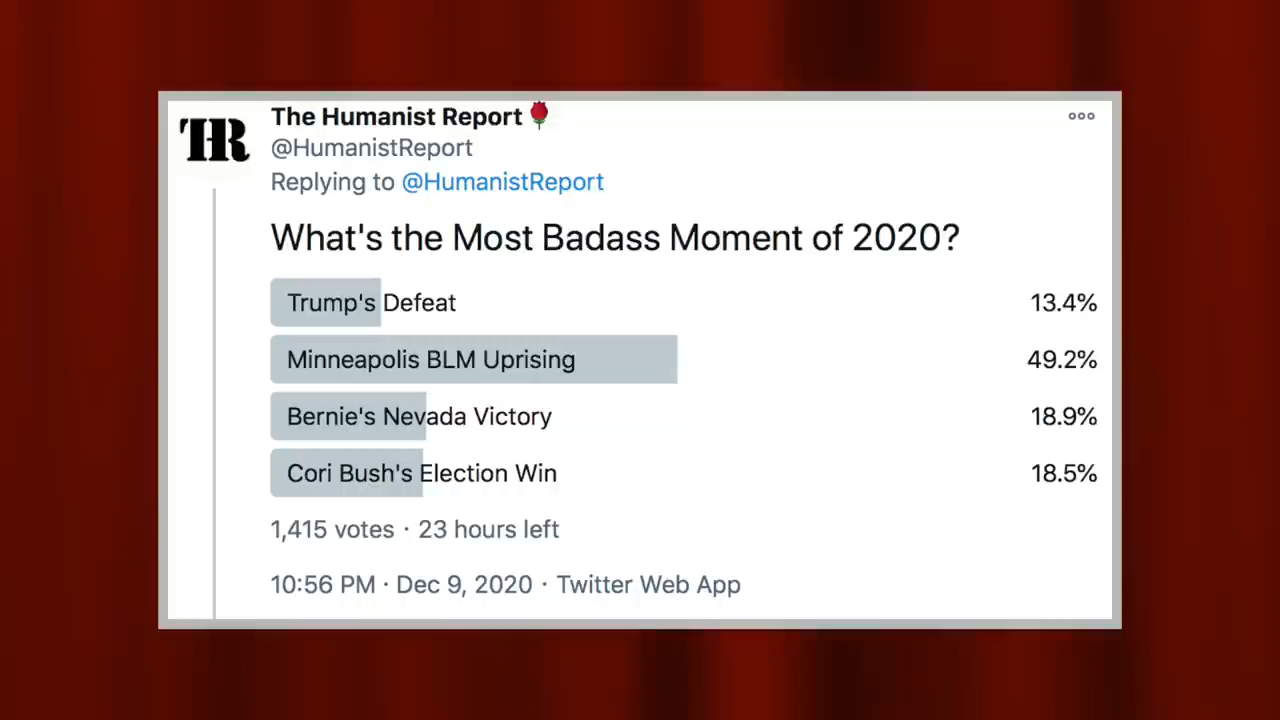 THR
The Humanist Report🌹
@HumanistReport
Replying to @HumanistReport
What's the Most Badass Moment of 2020?
Trump's Defeat 13.4%
Minneapolis BLM Uprising 49.2%
Bernie's Nevada Victory 18.9%
Cori Bush's Election Win 18.5%
1,415 votes · 23 hours left
10:56 PM · Dec 9, 2020 · Twitter Web App